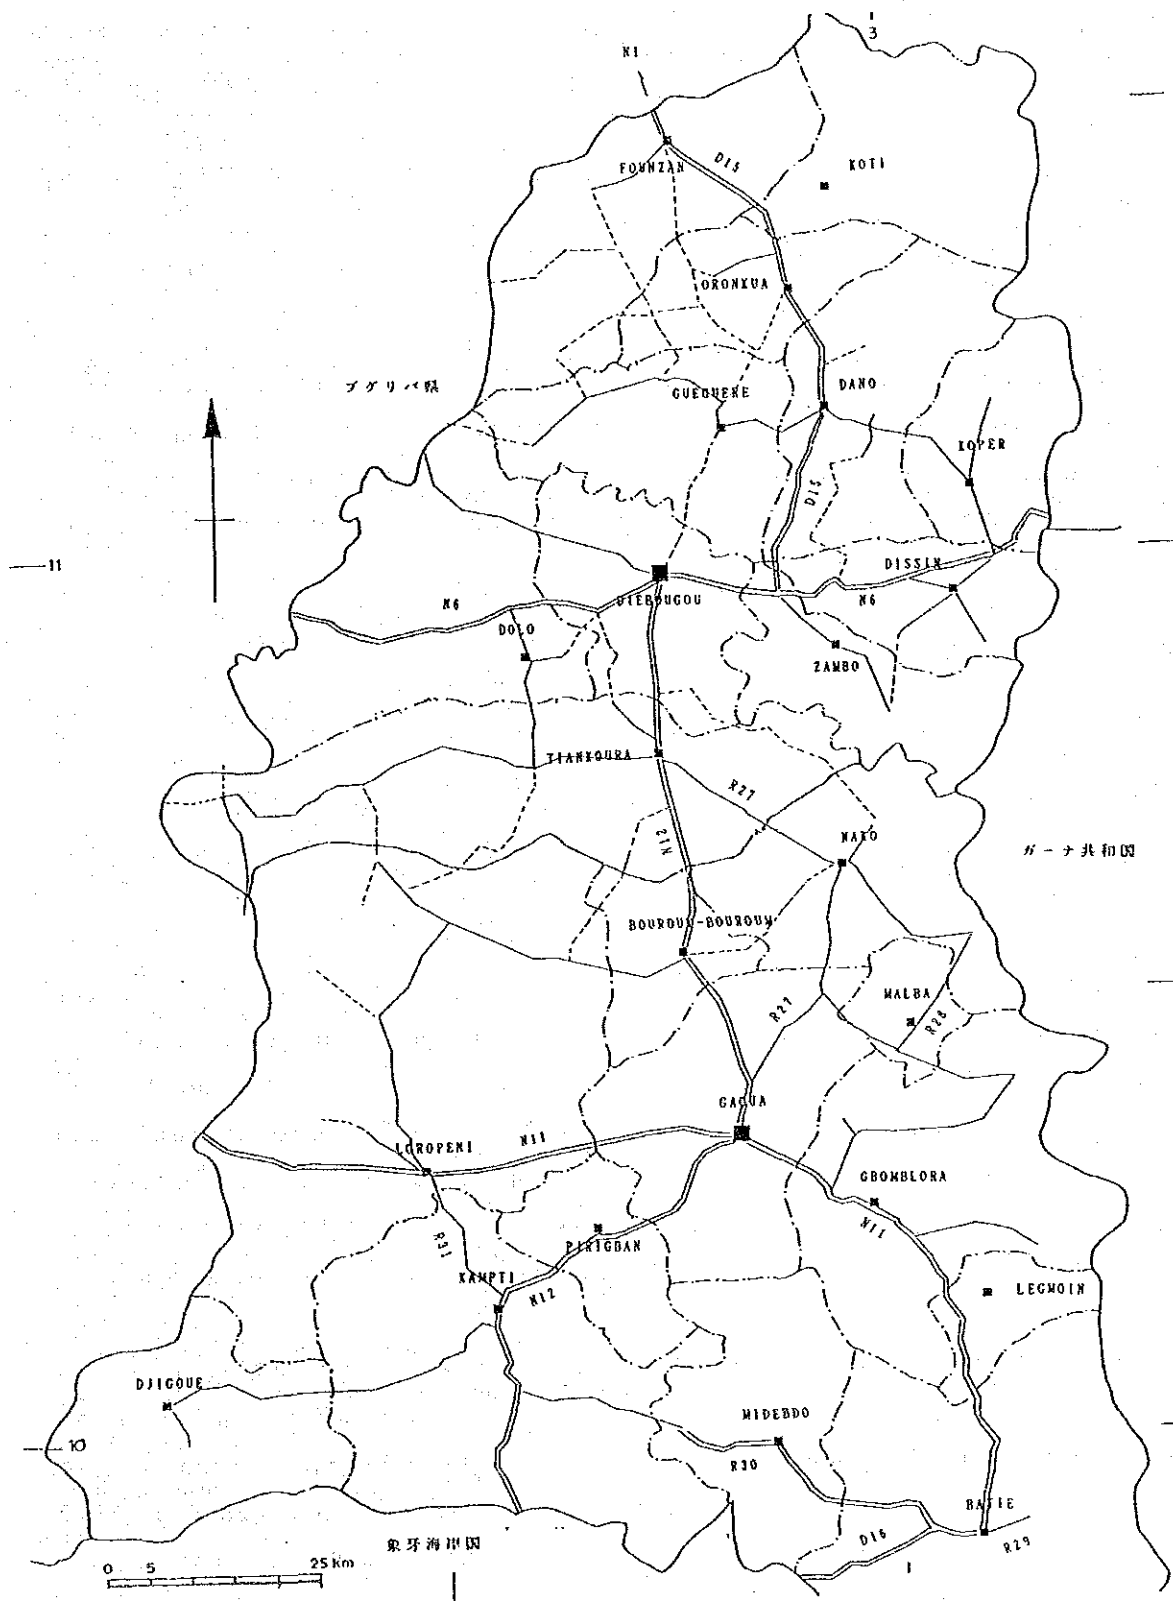 3
N1
FOUNZAN
D15
KOTI
ORONKUA
ブグリバ県
GUEGUERE
DANO
KOPER
D15
11
DISSIN
DIEBOUGOU
N6
N6
DOLO
ZAMBO
TIANKOURA
R27
N12
NAKO
ガーナ共和国
BOUROUM-BOUROUM
MALBA
R27
R28
GAOUA
LOROPENI
N11
GBOMBLORA
N11
R31
PIRIGBAN
KAMPTI
N12
LEGMOIN
DJIGOUE
MIDEBDO
10
R30
BATIE
D16
R29
象牙海岸国
0 5 25 km
1